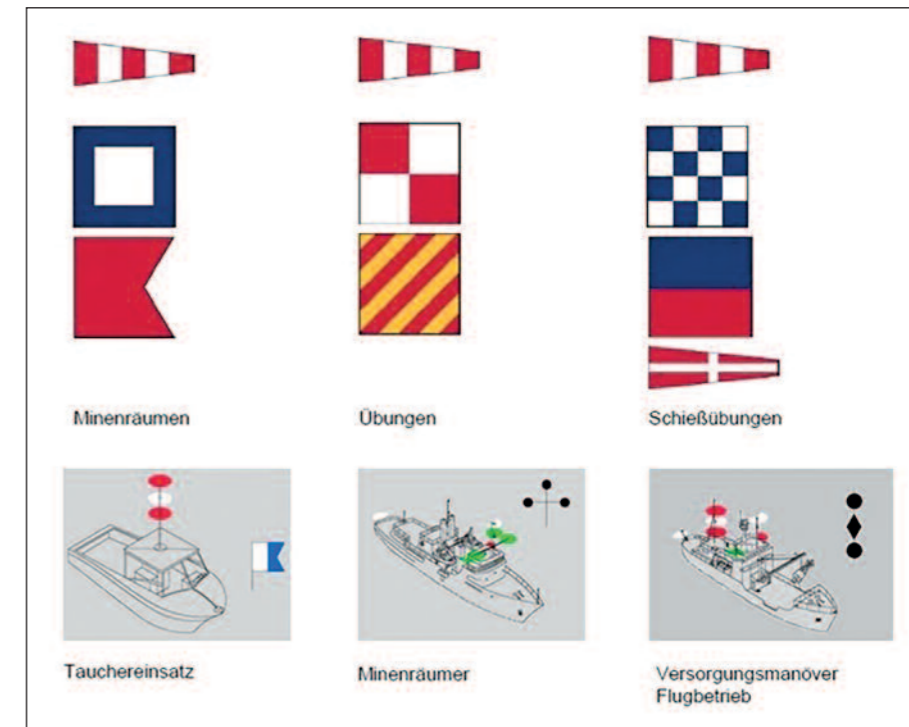 Minenräumen
Übungen
Schießübungen
Tauchereinsatz
Minenräumer
Versorgungsmanöver
Flugbetrieb